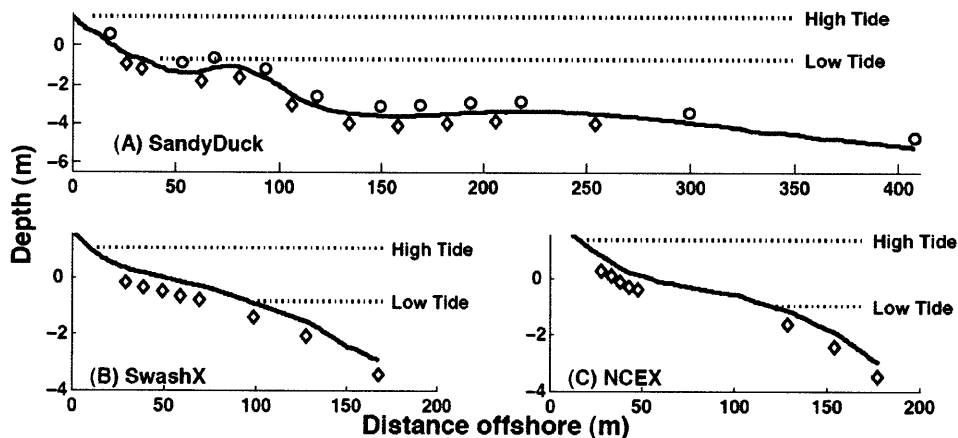 High Tide
0
Low Tide
−2
−4
(A) SandyDuck
−6
0 50 100 150 200 250 300 350 400
Depth (m)
High Tide
0
Low Tide
−2
(B) SwashX
−4
0 50 100 150 200
High Tide
0
Low Tide
−2
(C) NCEX
−4
0 50 100 150 200
Distance offshore (m)